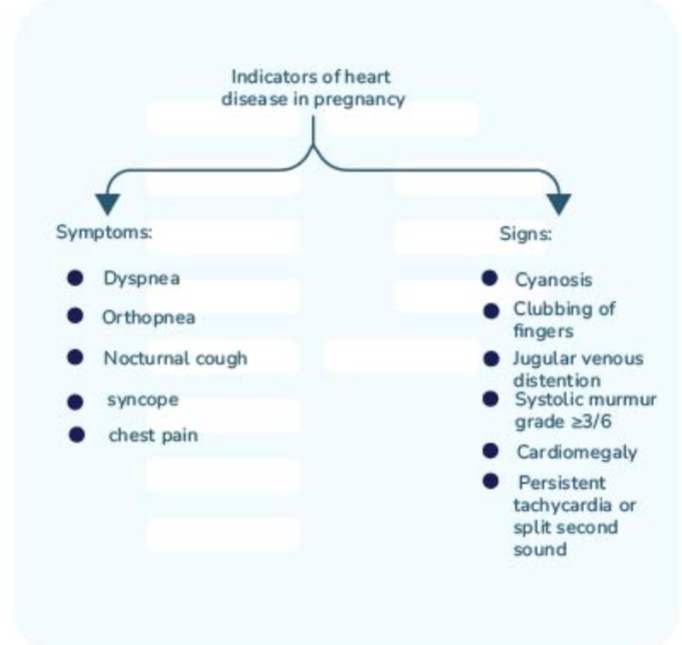 Indicators of heart
disease in pregnancy
Symptoms:
Dyspnea
Orthopnea
Nocturnal cough
syncope
chest pain
Signs:
Cyanosis
Clubbing of
fingers
Jugular venous
distention
Systolic murmur
grade ≥3/6
Cardiomegaly
Persistent
tachycardia or
split second
sound